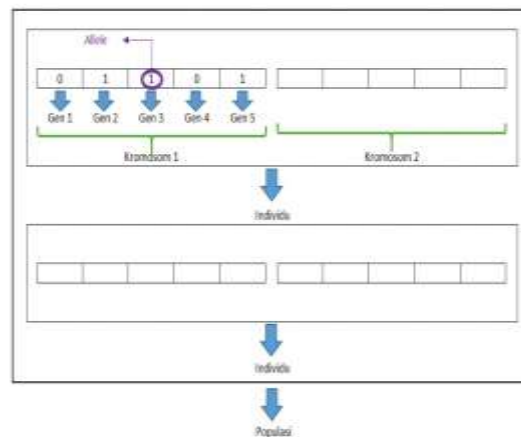 Allele
0 1 1 0 1
Gen 1 Gen 2 Gen 3 Gen 4 Gen 5
Kromosom 1 Kromosom 2
Individu
Individu
Populasi